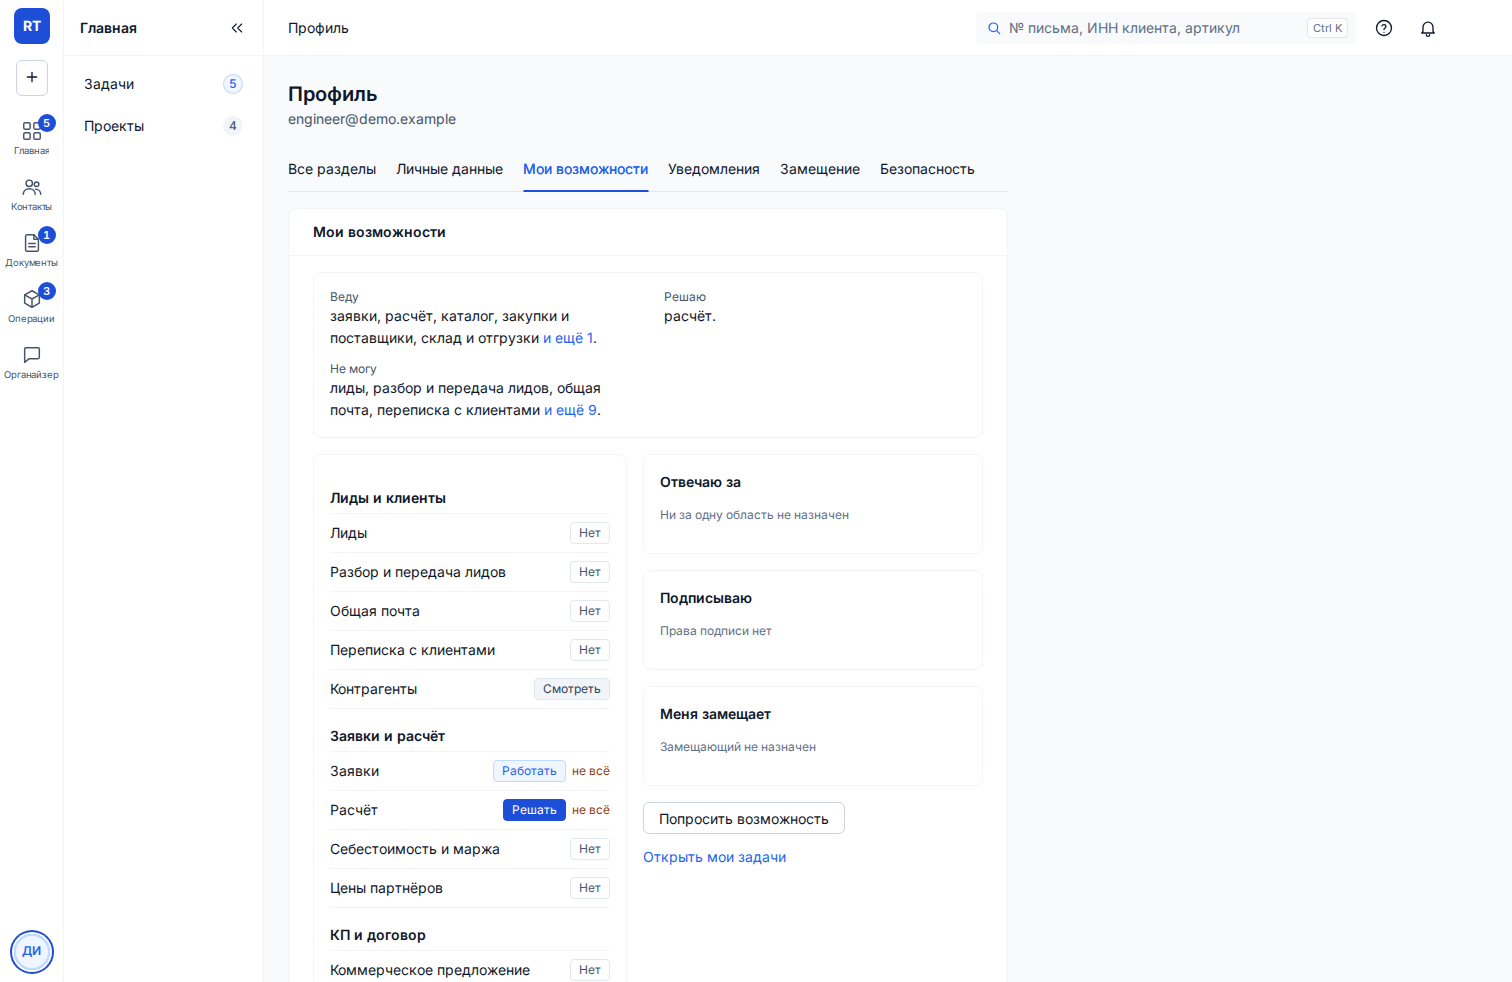 RT
Главная
Профиль
№ письма, ИНН клиента, артикул
Ctrl K
+
5
Главная
Контакты
1
Документы
3
Операции
Органайзер
ДИ
Задачи
5
Проекты
4
Профиль
engineer@demo.example
Все разделы
Личные данные
Мои возможности
Уведомления
Замещение
Безопасность
Мои возможности
Веду
заявки, расчёт, каталог, закупки и
поставщики, склад и отгрузки и ещё 1.
Решаю
расчёт.
Не могу
лиды, разбор и передача лидов, общая
почта, переписка с клиентами и ещё 9.
Лиды и клиенты
Лиды
Нет
Разбор и передача лидов
Нет
Общая почта
Нет
Переписка с клиентами
Нет
Контрагенты
Смотреть
Заявки и расчёт
Заявки
Работать
не всё
Расчёт
Решать
не всё
Себестоимость и маржа
Нет
Цены партнёров
Нет
КП и договор
Коммерческое предложение
Нет
Отвечаю за
Ни за одну область не назначен
Подписываю
Права подписи нет
Меня замещает
Замещающий не назначен
Попросить возможность
Открыть мои задачи